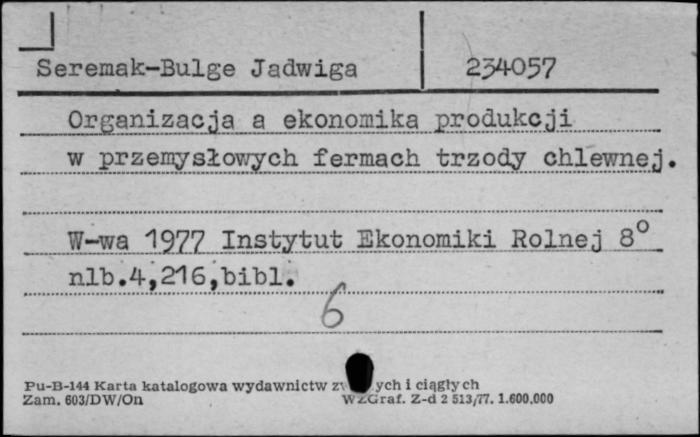 Seremak-Bulge Jadwiga 234057
Organizacja a ekonomika produkcji
w przemysłowych fermach trzody chlewnej.
W-wa 1977 Instytut Ekonomiki Rolnej 8°
nlb.4,216,bibl.
6
Pu-B-144 Karta katalogowa wydawnictw i ciągłych
Zam. 603/DW/On WZGraf. Z-d 2 513/77. 1.600.000